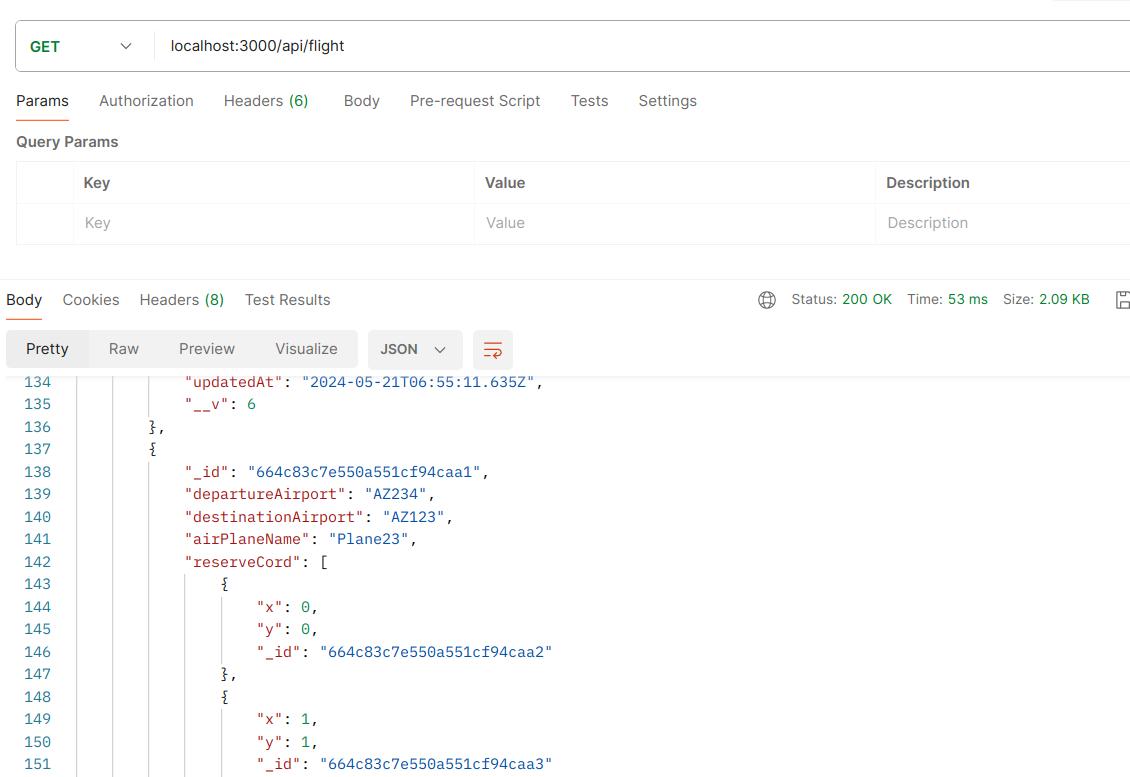 GET localhost:3000/api/flight
Params Authorization Headers (6) Body Pre-request Script Tests Settings
Query Params
Key Value Description
Key Value Description
Body Cookies Headers (8) Test Results Status: 200 OK Time: 53 ms Size: 2.09 KB
Pretty Raw Preview Visualize JSON
134 "updatedAt": "2024-05-21T06:55:11.635Z",
135 "__v": 6
136 },
137 {
138 "_id": "664c83c7e550a551cf94caa1",
139 "departureAirport": "AZ234",
140 "destinationAirport": "AZ123",
141 "airPlaneName": "Plane23",
142 "reserveCord": [
143 {
144 "x": 0,
145 "y": 0,
146 "_id": "664c83c7e550a551cf94caa2"
147 },
148 {
149 "x": 1,
150 "y": 1,
151 "_id": "664c83c7e550a551cf94caa3"